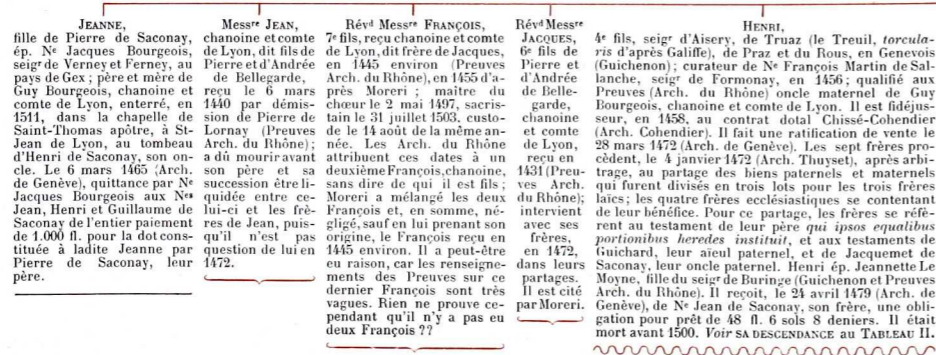 JEANNE,
fille de Pierre de Saconay,
ép. Nᵉ Jacques Bourgeois,
seigʳ de Verney et Ferney, au
pays de Gex ; père et mère de
Guy Bourgeois, chanoine et
comte de Lyon, enterré, en
1511, dans la chapelle de
Saint-Thomas apôtre, à St-
Jean de Lyon, au tombeau
d'Henri de Saconay, son on-
cle. Le 6 mars 1465 (Arch.
de Genève), quittance par Nᵉ
Jacques Bourgeois aux Nᵉˢ
Jean, Henri et Guillaume de
Saconay de l'entier paiement
de 1.000 fl. pour la dot cons-
tituée à ladite Jeanne par
Pierre de Saconay, leur
père.
Messʳᵉ JEAN,
chanoine et comte
de Lyon, dit fils de
Pierre et d'Andrée
de Bellegarde,
reçu le 6 mars
1440 par démis-
sion de Pierre de
Lornay (Preuves
Arch. du Rhône) ;
a dû mourir avant
son père et sa
succession être li-
quidée entre ce-
lui-ci et les frè-
res de Jean, puis-
qu'il n'est pas
question de lui en
1472.
Révᵈ Messʳᵉ FRANÇOIS,
7ᵉ fils, reçu chanoine et comte
de Lyon, dit frère de Jacques,
en 1445 environ (Preuves
Arch. du Rhône), en 1455 d'a-
près Moreri ; maître du
chœur le 2 mai 1497, sacris-
tain le 31 juillet 1503, custo-
de le 14 août de la même an-
née. Les Arch. du Rhône
attribuent ces dates à un
deuxième François, chanoine,
sans dire de qui il est fils ;
Moreri a mélangé les deux
François et, en somme, né-
gligé, sauf en lui prenant son
origine, le François reçu en
1445 environ. Il a peut-être
eu raison, car les renseigne-
ments des Preuves sur ce
dernier François sont très
vagues. Rien ne prouve ce-
pendant qu'il n'y a pas eu
deux François ??
Révᵈ Messʳᵉ
JACQUES,
6ᵉ fils de
Pierre et
d'Andrée
de Belle-
garde,
chanoine
et comte
de Lyon,
reçu en
1431 (Preu-
ves Arch.
du Rhône);
intervient
avec ses
frères,
en 1472,
dans leurs
partages.
Il est cité
par Moreri.
HENRI,
4ᵉ fils, seigʳ d'Aisery, de Truaz (le Treuil, torcula-
ris d'après Galiffe), de Praz et du Rous, en Genevois
(Guichenon) ; curateur de Nᵉ François Martin de Sal-
lanche, seigʳ de Formonay, en 1456 ; qualifié aux
Preuves (Arch. du Rhône) oncle maternel de Guy
Bourgeois, chanoine et comte de Lyon. Il est fidéjus-
seur, en 1458, au contrat dotal Chissé-Cohendier
(Arch. Cohendier). Il fait une ratification de vente le
28 mars 1472 (Arch. de Genève). Les sept frères pro-
cèdent, le 4 janvier 1472 (Arch. Thuyset), après arbi-
trage, au partage des biens paternels et maternels
qui furent divisés en trois lots pour les trois frères
laïcs ; les quatre frères ecclésiastiques se contentant
de leur bénéfice. Pour ce partage, les frères se réfè-
rent au testament de leur père qui ipsos equalibus
portionibus heredes instituit, et aux testaments de
Guichard, leur aïeul paternel, et de Jacquemet de
Saconay, leur oncle paternel. Henri ép. Jeannette Le
Moyne, fille du seigʳ de Buringe (Guichenon et Preuves
Arch. du Rhône). Il reçoit, le 24 avril 1479 (Arch. de
Genève), de Nᵉ Jean de Saconay, son frère, une obli-
gation pour prêt de 48 fl. 6 sols 8 deniers. Il était
mort avant 1500. Voir SA DESCENDANCE au TABLEAU II.